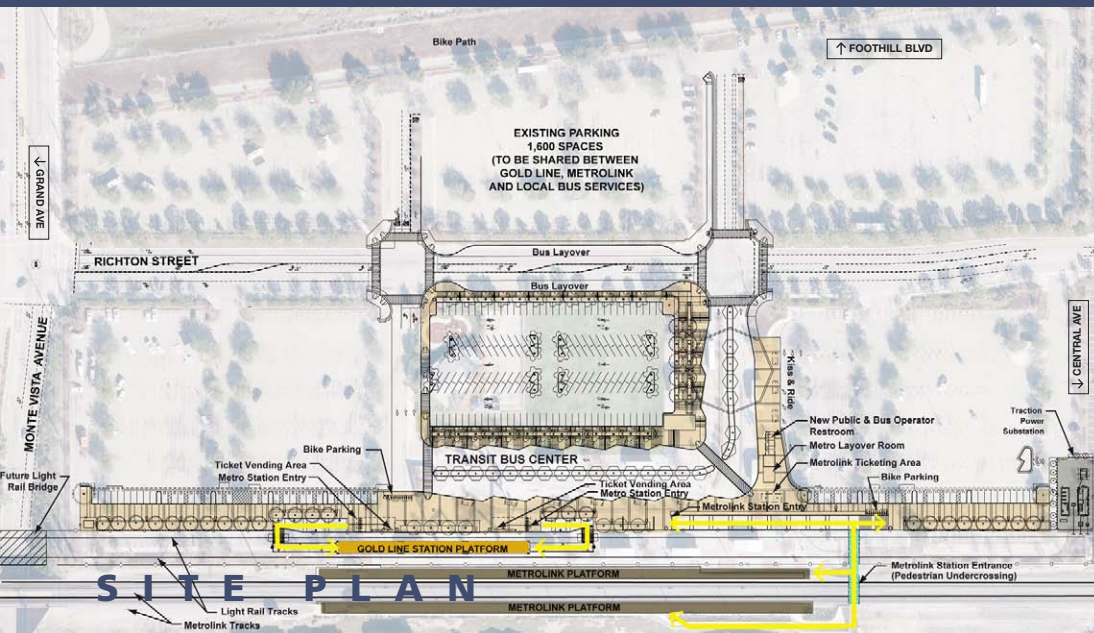 Bike Path
↑ FOOTHILL BLVD
EXISTING PARKING
1,600 SPACES
(TO BE SHARED BETWEEN
GOLD LINE, METROLINK
AND LOCAL BUS SERVICES)
↓ GRAND AVE
RICHTON STREET
Bus Layover
Bus Layover
MONTE VISTA AVENUE
↓ CENTRAL AVE
Kiss & Ride
New Public & Bus Operator
Restroom
Metro Layover Room
Metrolink Ticketing Area
Bike Parking
Traction
Power
Substation
TRANSIT BUS CENTER
Bike Parking
Ticket Vending Area
Metro Station Entry
Ticket Vending Area
Metro Station Entry
Metrolink Station Entry
Future Light
Rail Bridge
GOLD LINE STATION PLATFORM
METROLINK PLATFORM
Metrolink Station Entrance
(Pedestrian Undercrossing)
SITE PLAN
METROLINK PLATFORM
Light Rail Tracks
Metrolink Tracks